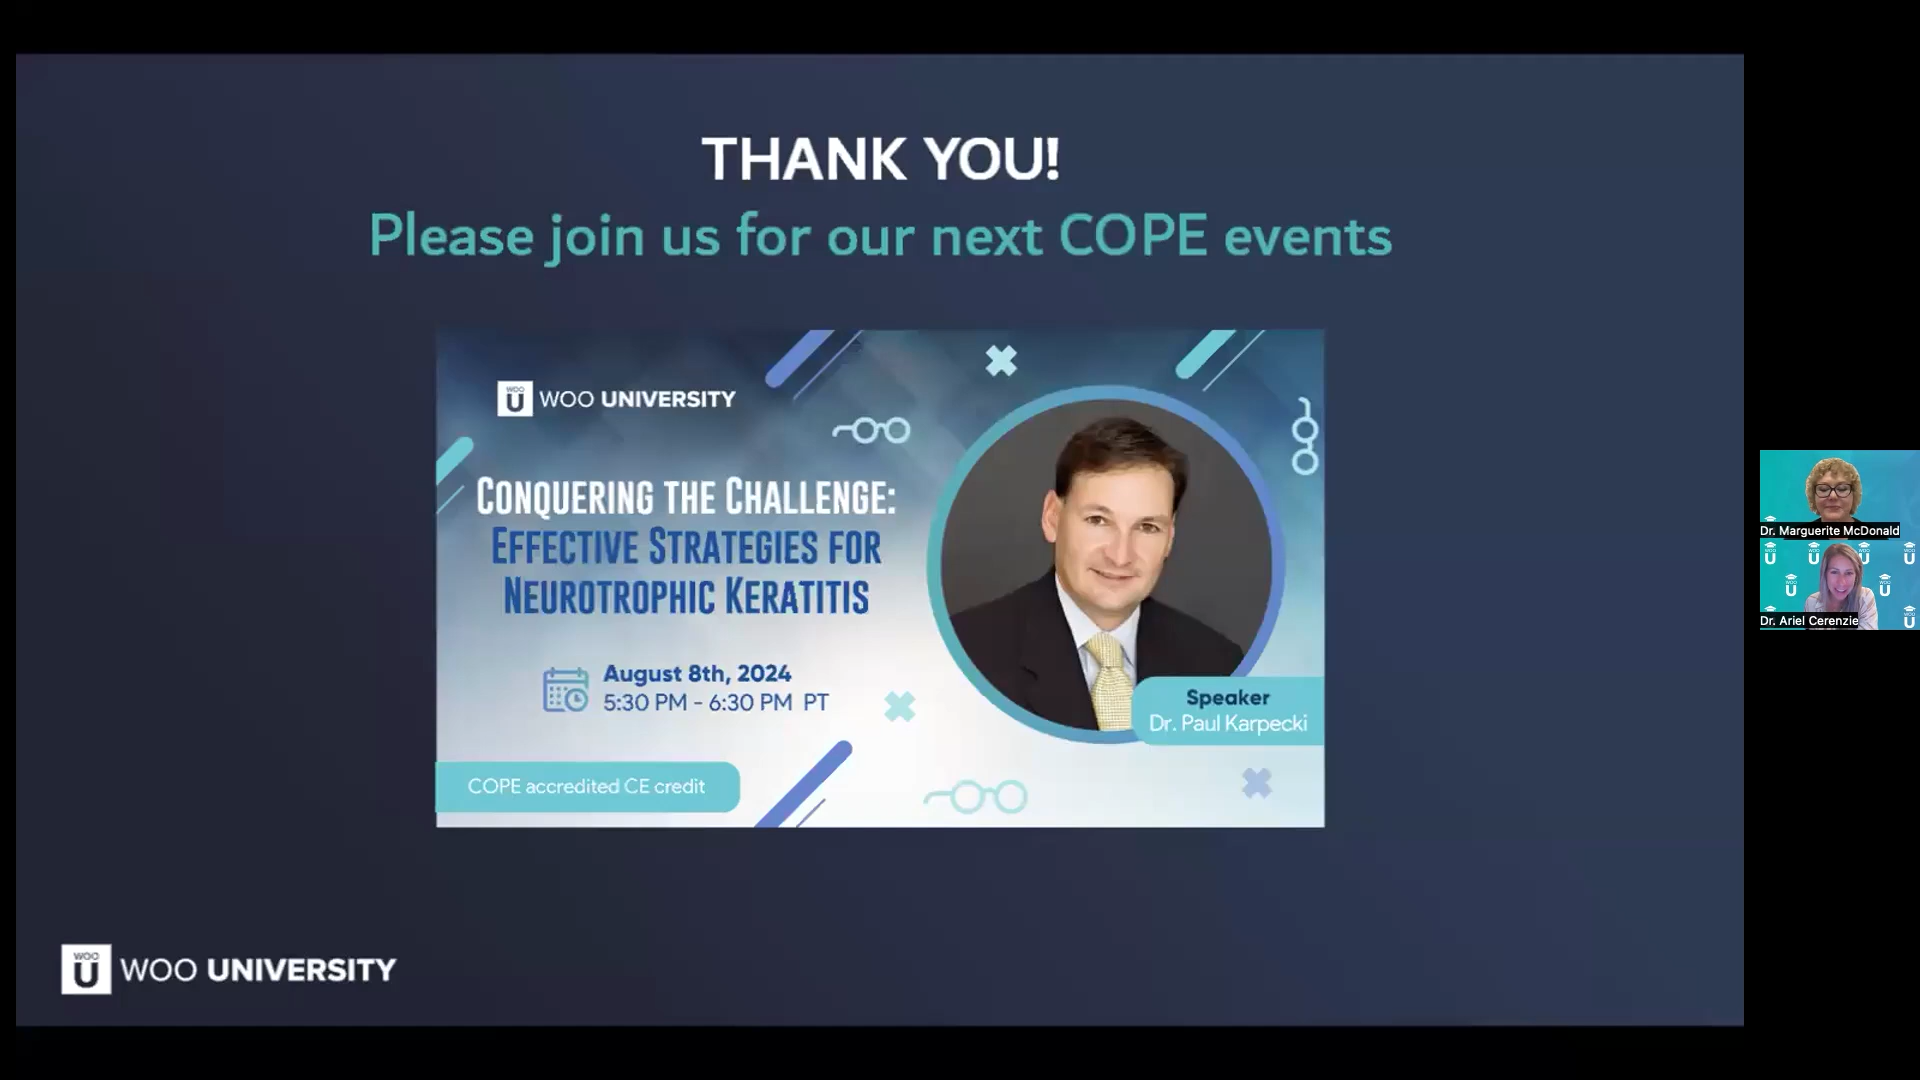 THANK YOU!
Please join us for our next COPE events
WOO
U
WOO UNIVERSITY
CONQUERING THE CHALLENGE:
EFFECTIVE STRATEGIES FOR
NEUROTROPHIC KERATITIS
August 8th, 2024
5:30 PM - 6:30 PM PT
Speaker
Dr. Paul Karpecki
COPE accredited CE credit
WOO
U
WOO UNIVERSITY
Dr. Marguerite McDonald
Dr. Ariel Cerenzie